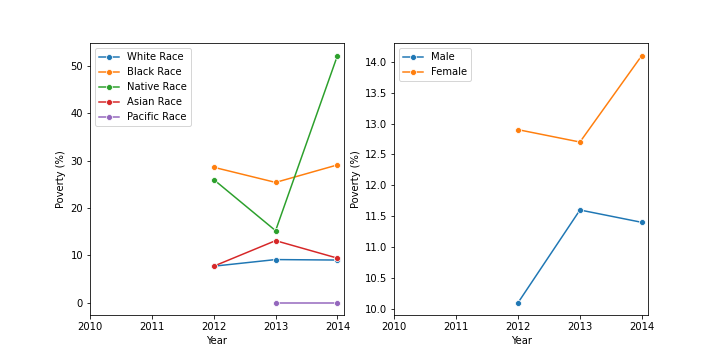 White Race
Black Race
Native Race
Asian Race
Pacific Race
50
40
30
20
10
0
Poverty (%)
2010 2011 2012 2013 2014
Year
Male
Female
14.0
13.5
13.0
12.5
12.0
11.5
11.0
10.5
10.0
Poverty (%)
2010 2011 2012 2013 2014
Year